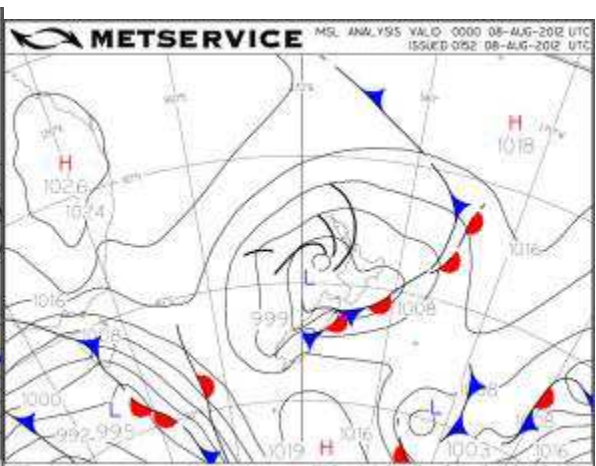 METSERVICE
MSL ANALYSIS VALID 0000 08-AUG-2012 UTC
ISSUED 0152 08-AUG-2012 UTC
H
1018
H
1026
1024
1016
L
1016
999
1008
1008
1000
L
L
992
995
1016
1019
H
1003
1016